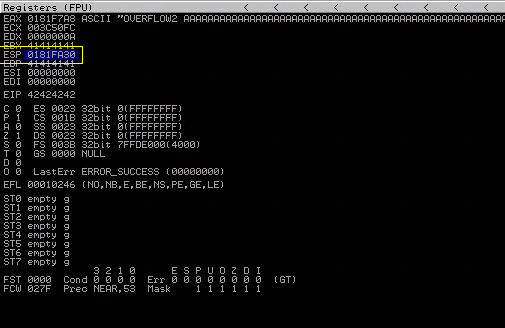 Registers (FPU) < < < < < <
EAX 0181F7A8 ASCII "OVERFLOW2 AAAAAAAAAAAAAAAAAAAAAAAAAAAAAAAAAAAAAAAAAAAAAAAAAAAA
ECX 003C50FC
EDX 0000000A
EBX 41414141
ESP 0181FA30
EBP 41414141
ESI 00000000
EDI 00000000
EIP 42424242
C 0 ES 0023 32bit 0(FFFFFFFF)
P 1 CS 001B 32bit 0(FFFFFFFF)
A 0 SS 0023 32bit 0(FFFFFFFF)
Z 1 DS 0023 32bit 0(FFFFFFFF)
S 0 FS 003B 32bit 7FFDE000(4000)
T 0 GS 0000 NULL
D 0
O 0 LastErr ERROR_SUCCESS (00000000)
EFL 00010246 (NO,NB,E,BE,NS,PE,GE,LE)
ST0 empty g
ST1 empty g
ST2 empty g
ST3 empty g
ST4 empty g
ST5 empty g
ST6 empty g
ST7 empty g
3 2 1 0 E S P U O Z D I
FST 0000 Cond 0 0 0 0 Err 0 0 0 0 0 0 0 0 (GT)
FCW 027F Prec NEAR,53 Mask 1 1 1 1 1 1